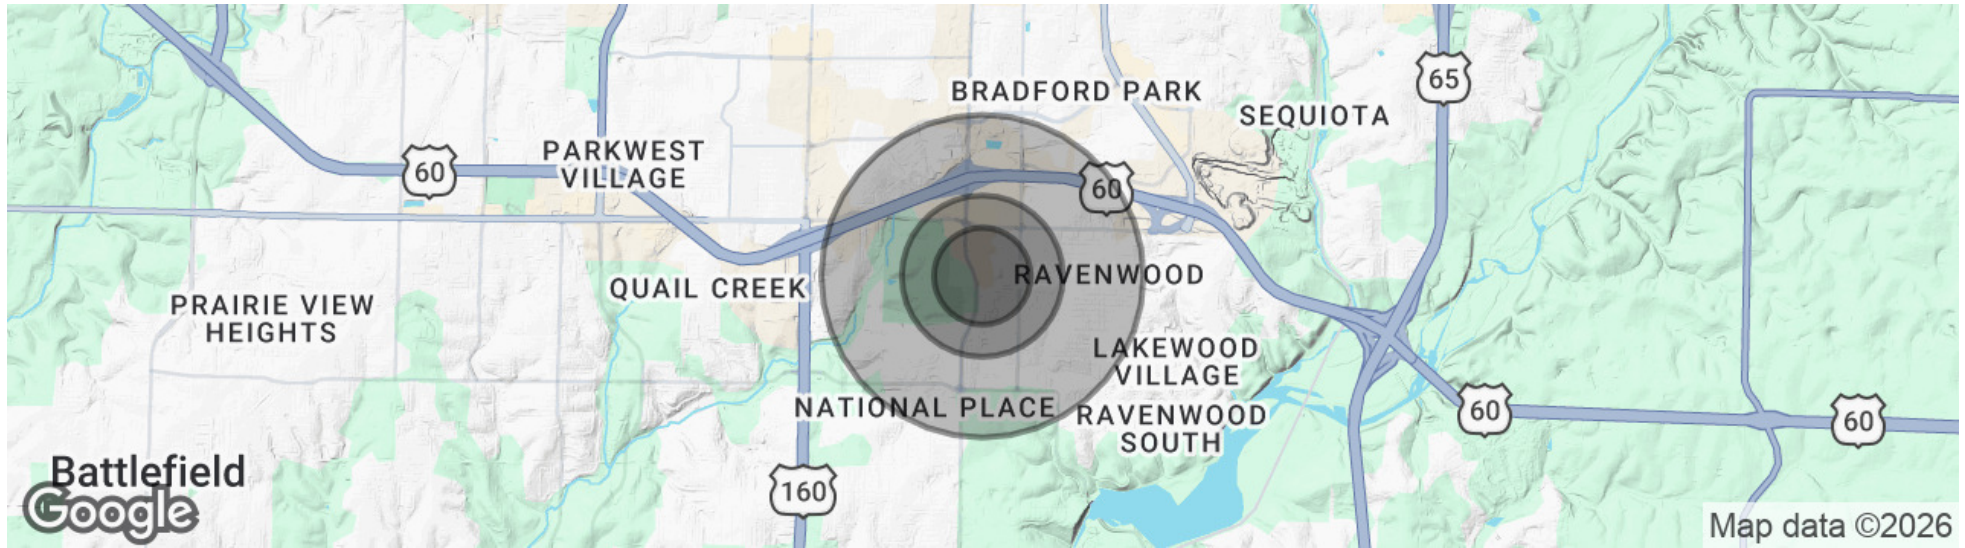 BRADFORD PARK
65
SEQUIOTA
PARKWEST
VILLAGE
60
60
RAVENWOOD
QUAIL CREEK
PRAIRIE VIEW
HEIGHTS
LAKEWOOD
VILLAGE
NATIONAL PLACE
RAVENWOOD
SOUTH
60
60
Battlefield
160
Google
Map data ©2026